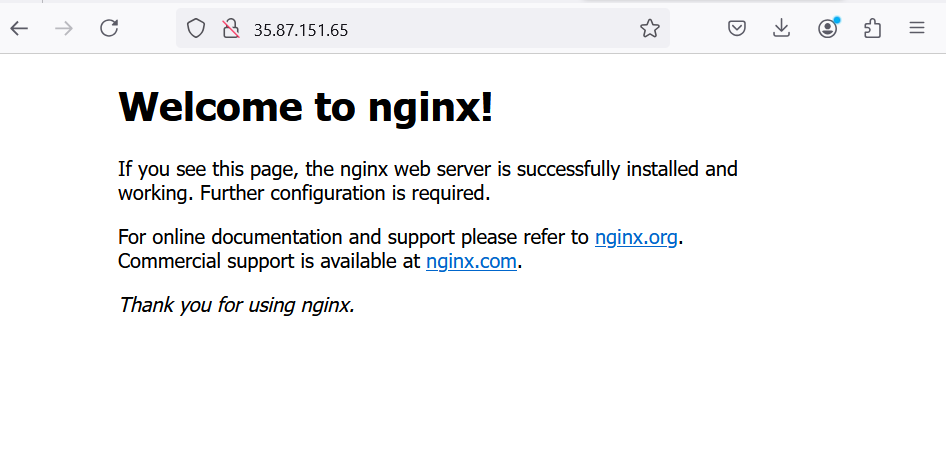 35.87.151.65
Welcome to nginx!
If you see this page, the nginx web server is successfully installed and
working. Further configuration is required.
For online documentation and support please refer to nginx.org.
Commercial support is available at nginx.com.
Thank you for using nginx.